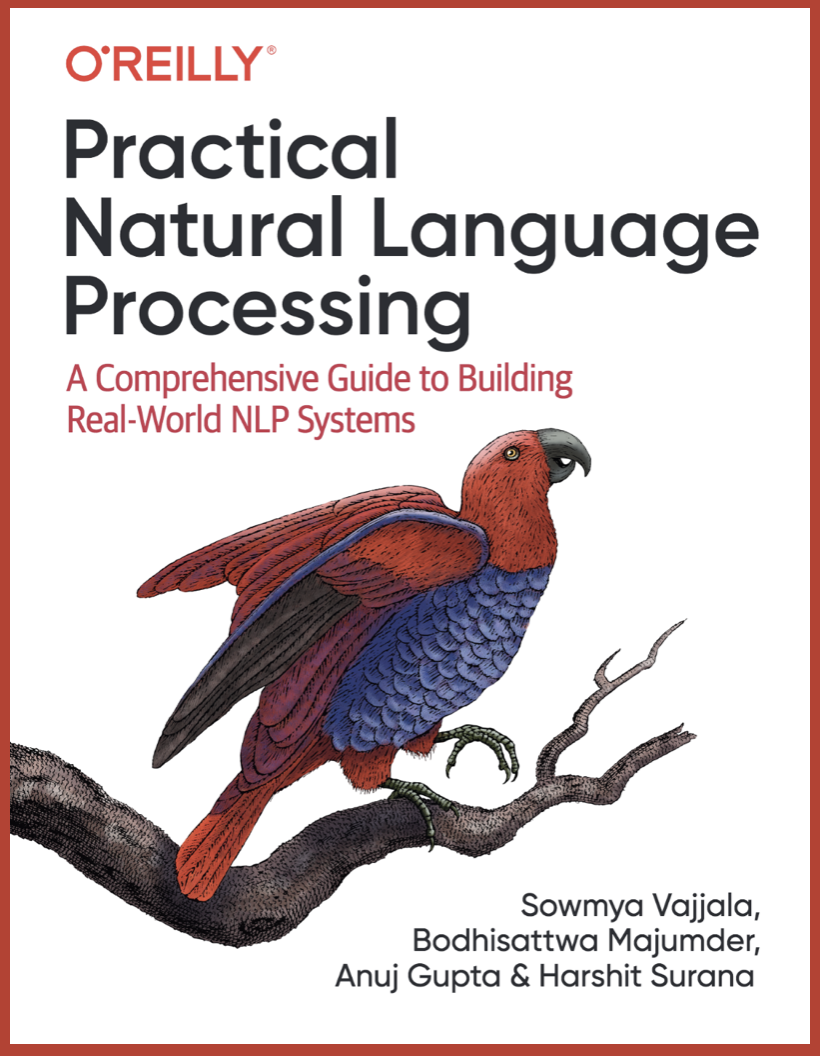 O'REILLY®
Practical
Natural Language
Processing
A Comprehensive Guide to Building
Real-World NLP Systems
Sowmya Vajjala,
Bodhisattwa Majumder,
Anuj Gupta & Harshit Surana